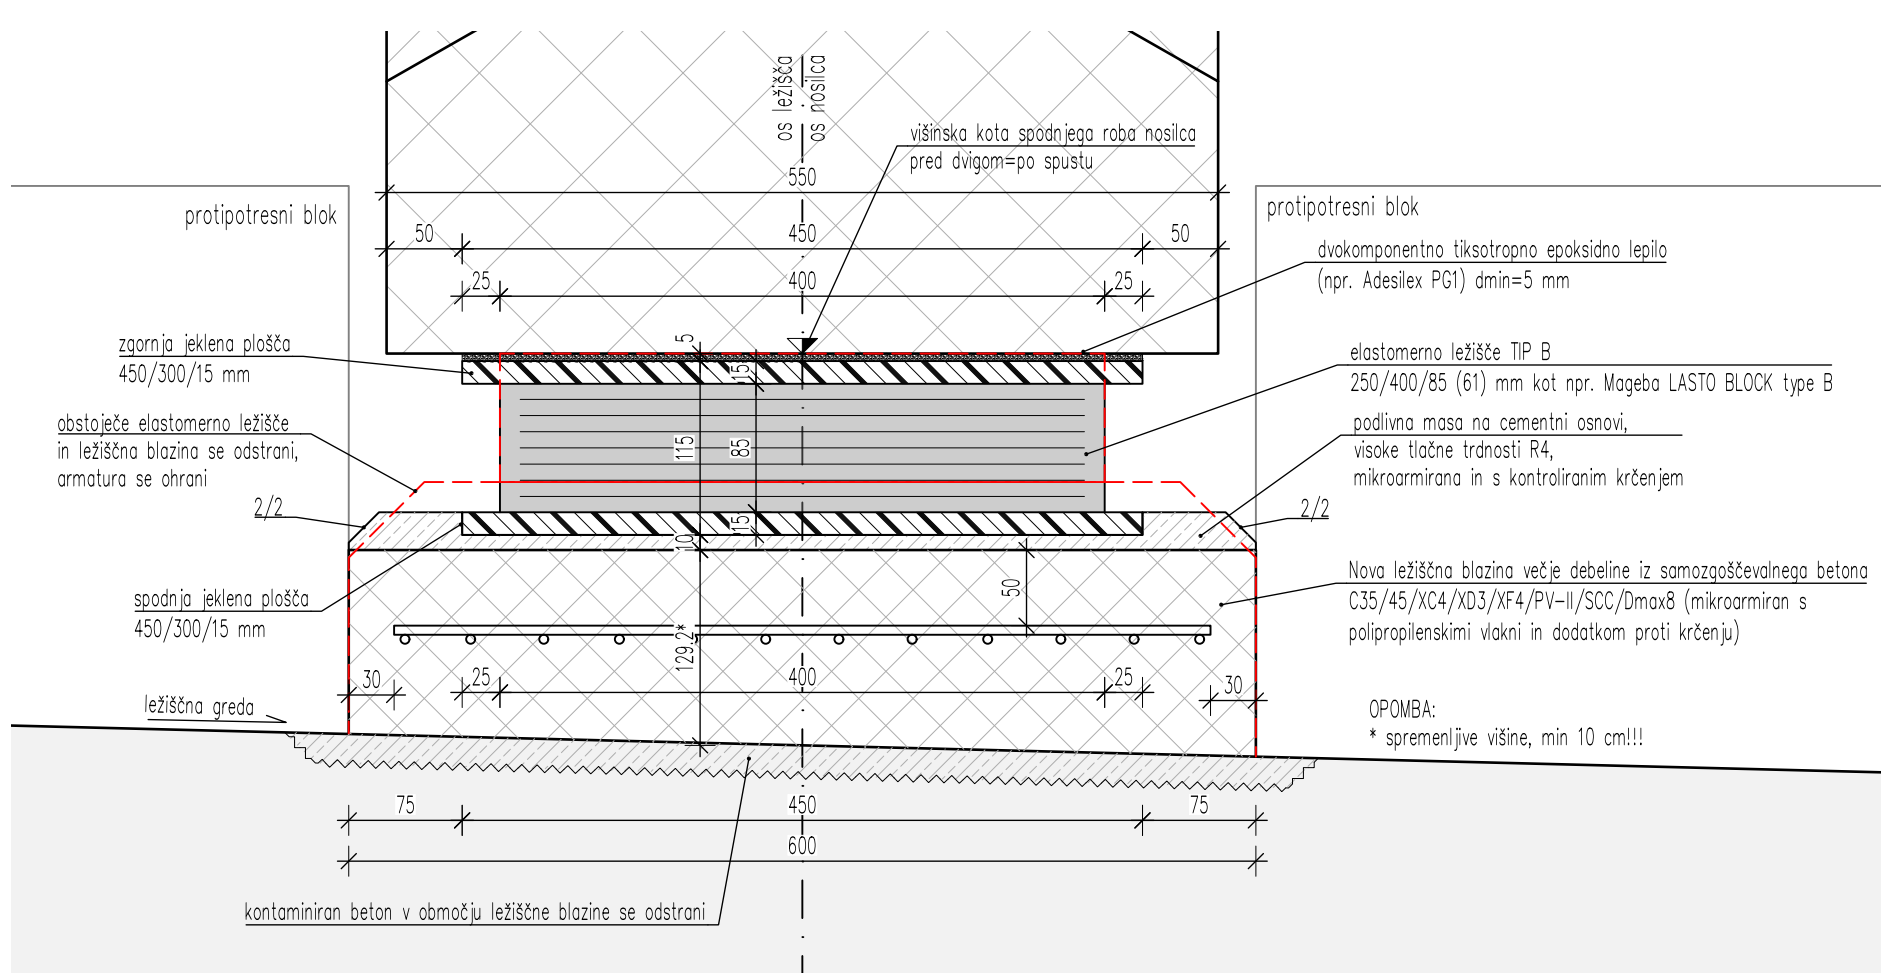 os ležišča
os nosilca
višinska kota spodnjega roba nosilca
pred dvigom=po spustu
550
protipotresni blok
protipotresni blok
50
450
50
25
400
25
dvokomponentno tiksotropno epoksidno lepilo
(npr. Adesilex PG1) dmin=5 mm
zgornja jeklena plošča
450/300/15 mm
5
15
elastomerno ležišče TIP B
250/400/85 (61) mm kot npr. Mageba LASTO BLOCK type B
obstoječe elastomerno ležišče
in ležiščna blazina se odstrani,
armatura se ohrani
115
85
podlivna masa na cementni osnovi,
visoke tlačne trdnosti R4,
mikroarmirana in s kontroliranim krčenjem
2/2
2/2
15
10
spodnja jeklena plošča
450/300/15 mm
50
Nova ležiščna blazina večje debeline iz samozgoščevalnega betona
C35/45/XC4/XD3/XF4/PV-II/SCC/Dmax8 (mikroarmiran s
polipropilenskimi vlakni in dodatkom proti krčenju)
129,2*
30
25
400
25
30
ležiščna greda
OPOMBA:
* spremenljive višine, min 10 cm!!!
75
450
75
600
kontaminiran beton v območju ležiščne blazine se odstrani